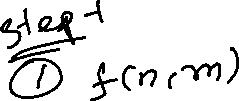 step-1
① f(n,m)